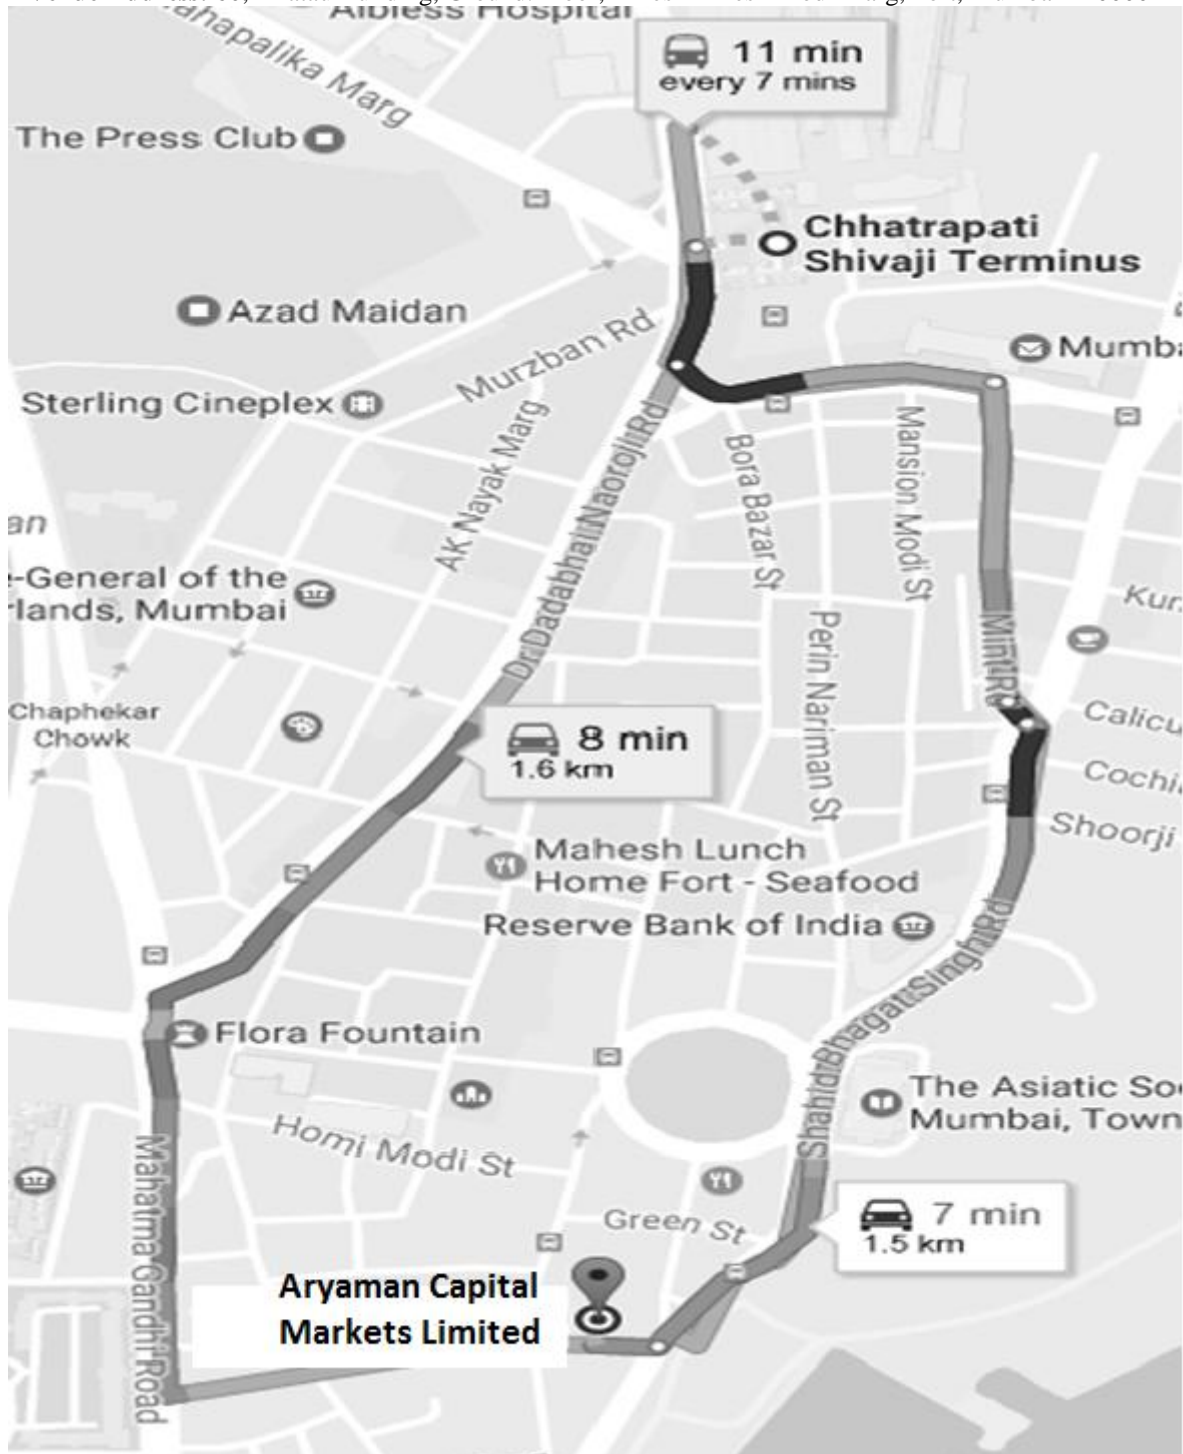 Albless Hospital
11 min
every 7 mins
The Press Club
Chhatrapati
Shivaji Terminus
Azad Maidan
Murzban Rd
Sterling Cineplex
AK Nayak Marg
Dr Dadabhai Naoroji Rd
Bora Bazar St
Mansion Modi St
-General of the
rlands, Mumbai
Perin Nariman St
Mint Rd
Chaphekar
Chowk
8 min
1.6 km
Shoorji
Mahesh Lunch
Home Fort - Seafood
Reserve Bank of India
Shahid Bhagat Singh Rd
Flora Fountain
The Asiatic So
Mumbai, Town
Homi Modi St
Mahatma Gandhi Road
Green St
7 min
1.5 km
Aryaman Capital
Markets Limited